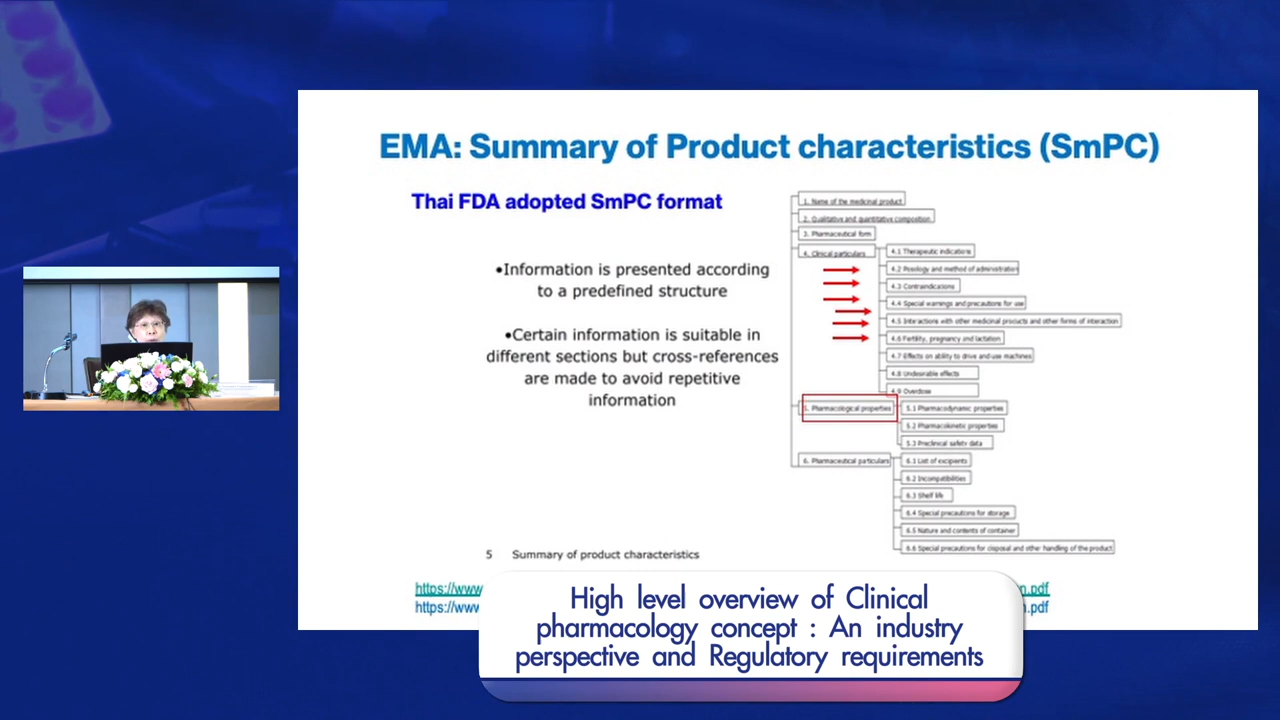 EMA: Summary of Product characteristics (SmPC)
Thai FDA adopted SmPC format
•Information is presented according
to a predefined structure
•Certain information is suitable in
different sections but cross-references
are made to avoid repetitive
information
1. Name of the medicinal product
2. Qualitative and quantitative composition
3. Pharmaceutical form
4. Clinical particulars
4.1 Therapeutic indications
4.2 Posology and method of administration
4.3 Contraindications
4.4 Special warnings and precautions for use
4.5 Interactions with other medicinal products and other forms of interaction
4.6 Fertility, pregnancy and lactation
4.7 Effects on ability to drive and use machines
4.8 Undesirable effects
4.9 Overdose
5. Pharmacological properties
5.1 Pharmacodynamic properties
5.2 Pharmacokinetic properties
5.3 Preclinical safety data
6. Pharmaceutical particulars
6.1 List of excipients
6.2 Incompatibilities
6.3 Shelf life
6.4 Special precautions for storage
6.5 Nature and contents of container
6.6 Special precautions for disposal and other handling of the product
5 Summary of product characteristics
https://www
n.pdf
https://www
n.pdf
High level overview of Clinical
pharmacology concept : An industry
perspective and Regulatory requirements